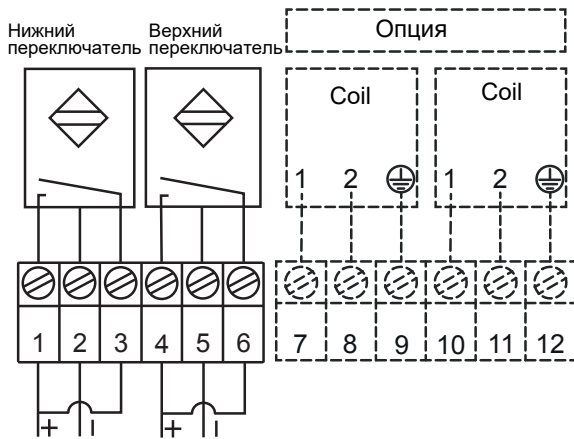 Нижний
переключатель
Верхний
переключатель
Опция
Coil
Coil
1 2
1 2
1 2 3 4 5 6
7 8 9 10 11 12
+ −
+ −